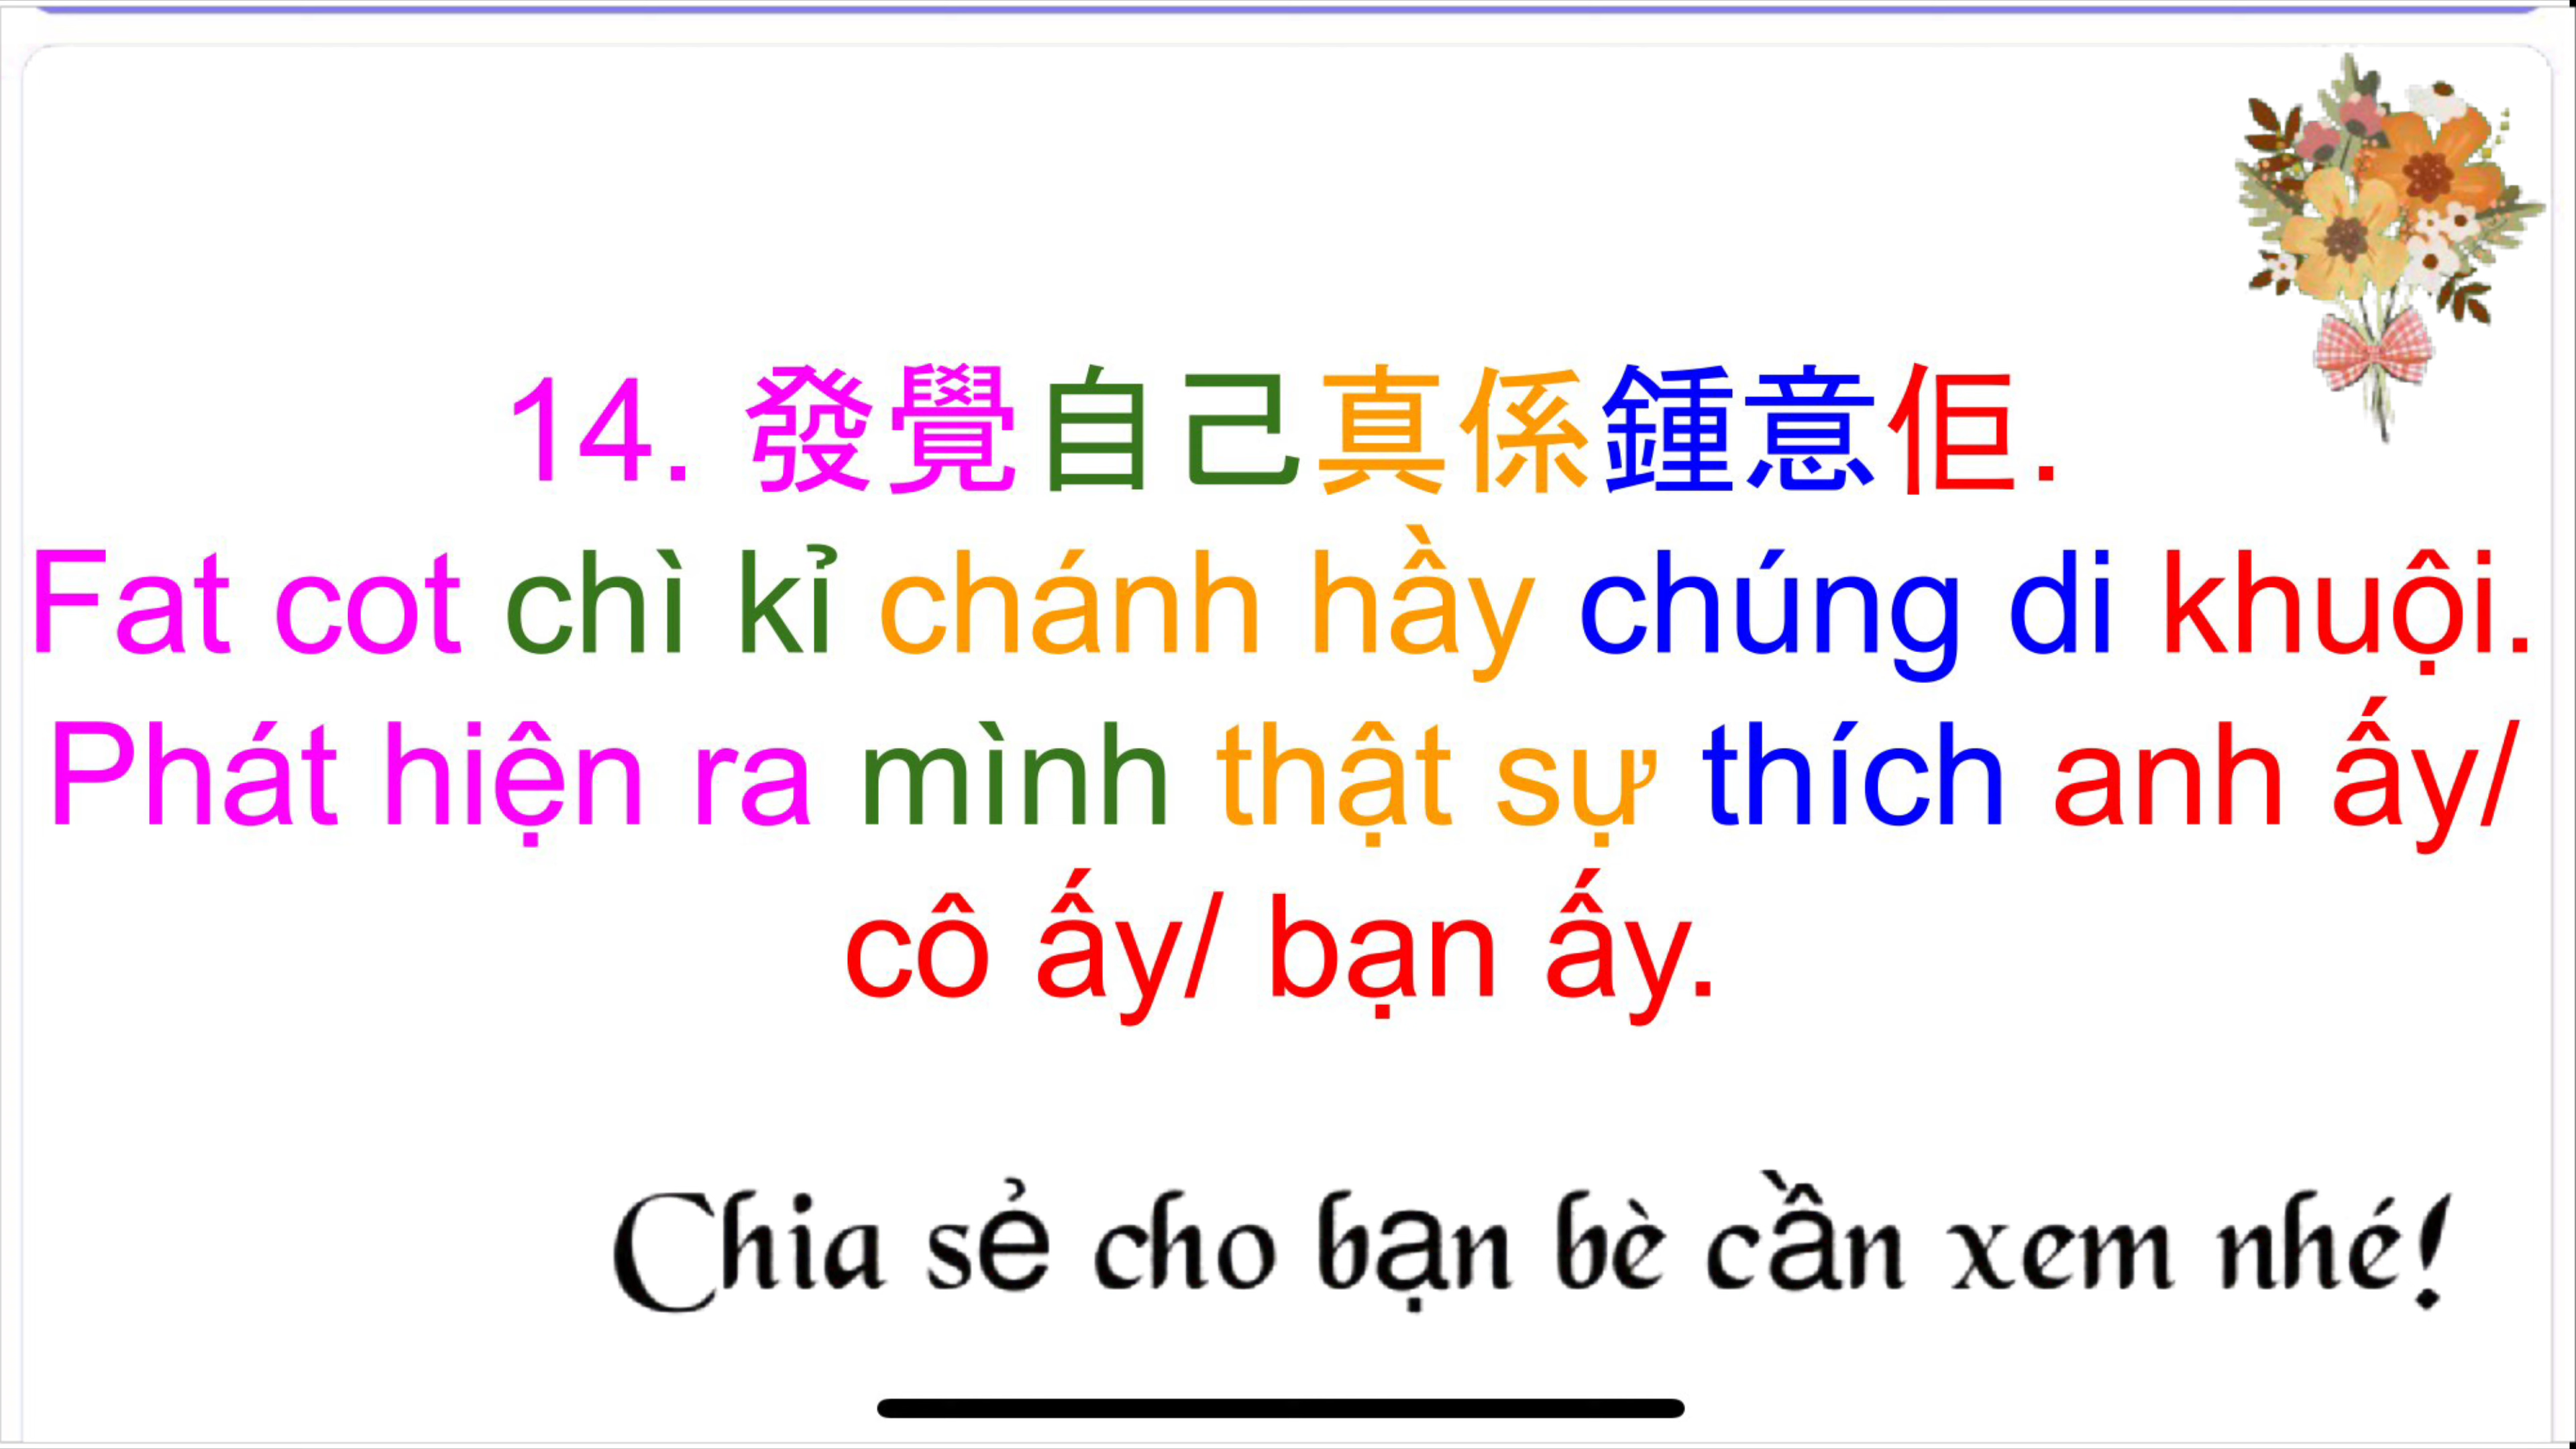 14. 發覺自己真係鍾意佢.
Fat cot chì kỉ chánh hầy chúng di khuội.
Phát hiện ra mình thật sự thích anh ấy/
cô ấy/ bạn ấy.
Chia sẻ cho bạn bè cần xem nhé!